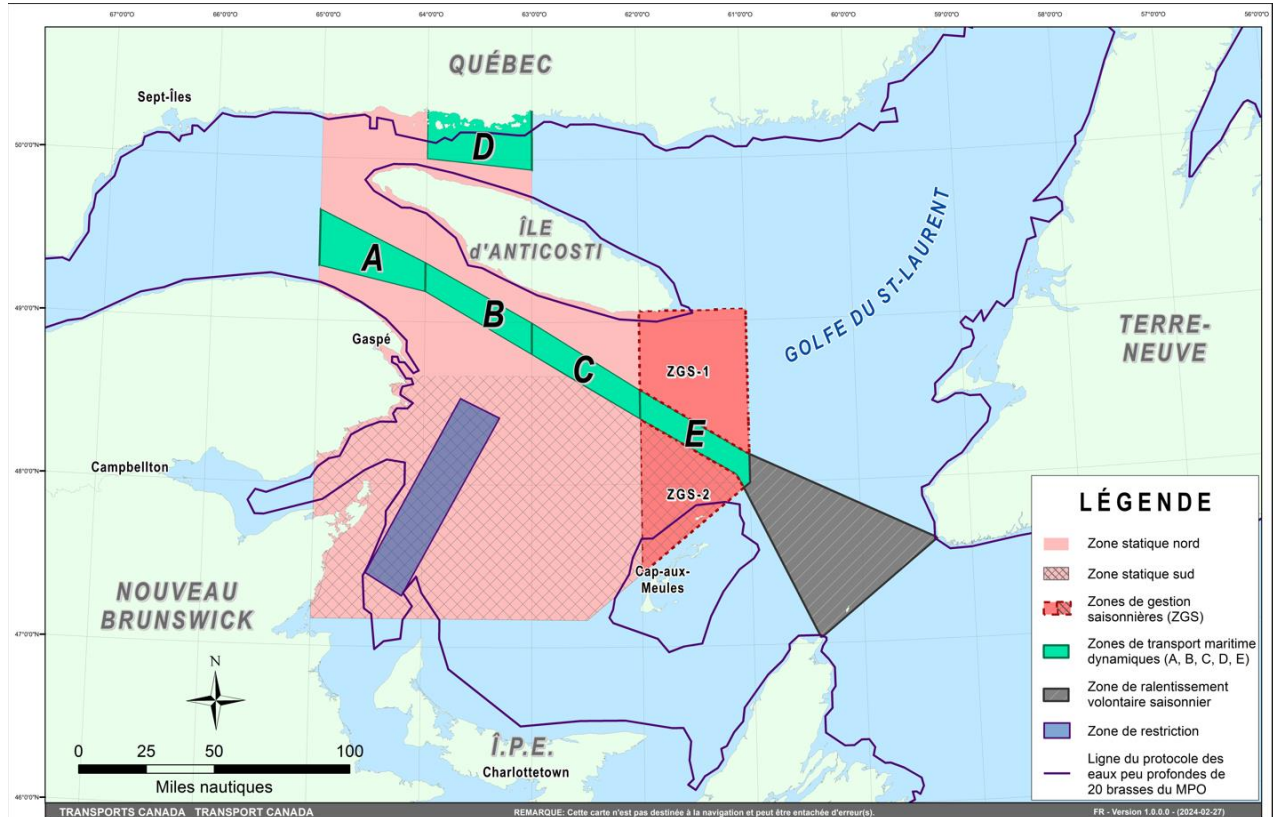 67°0'0"O 66°0'0"O 65°0'0"O 64°0'0"O 63°0'0"O 62°0'0"O 61°0'0"O 60°0'0"O 59°0'0"O 58°0'0"O 57°0'0"O 56°0'0"O
QUÉBEC
Sept-Îles
50°0'0"N
D
ÎLE
d'ANTICOSTI
A
B
49°0'0"N
GOLFE DU ST-LAURENT
TERRE-
NEUVE
Gaspé
C
ZGS-1
E
Campbellton
48°0'0"N
ZGS-2
Cap-aux-
Meules
NOUVEAU
BRUNSWICK
47°0'0"N
N
0 25 50 100
Miles nautiques
Î.P.E.
Charlottetown
46°0'0"N
LÉGENDE
Zone statique nord
Zone statique sud
Zones de gestion
saisonnières (ZGS)
Zones de transport maritime
dynamiques (A, B, C, D, E)
Zone de ralentissement
volontaire saisonnier
Zone de restriction
Ligne du protocole des
eaux peu profondes de
20 brasses du MPO
TRANSPORTS CANADA TRANSPORT CANADA
REMARQUE: Cette carte n'est pas destinée à la navigation et peut être entachée d'erreur(s).
FR - Version 1.0.0.0 - (2024-02-27)